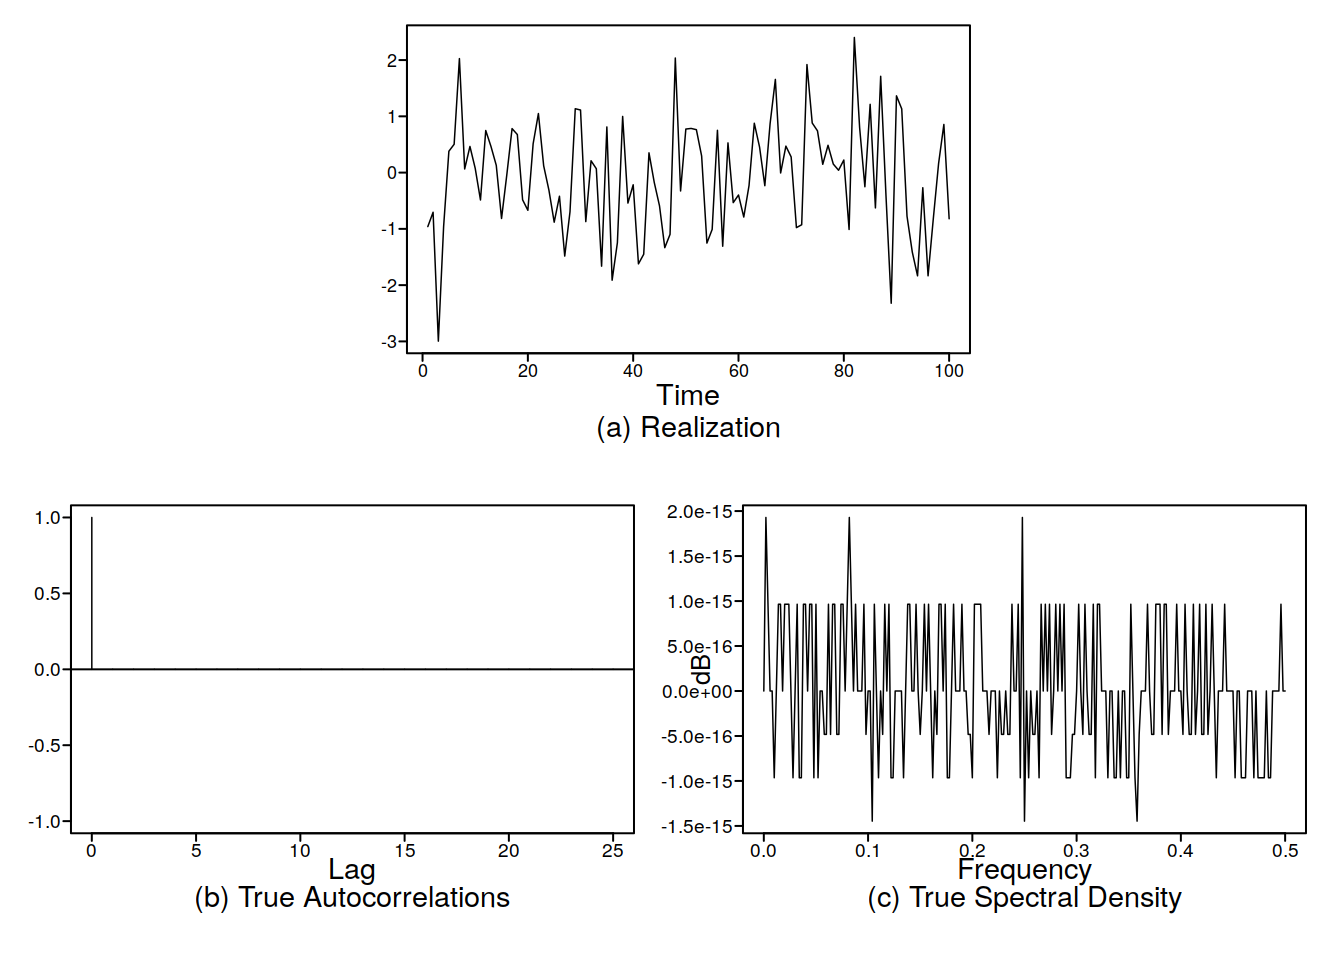 2
1
0
-1
-2
-3
0 20 40 60 80 100
Time
(a) Realization
1.0
0.5
0.0
-0.5
-1.0
0 5 10 15 20 25
Lag
(b) True Autocorrelations
2.0e-15
1.5e-15
1.0e-15
5.0e-16
0.0e+00
-5.0e-16
-1.0e-15
-1.5e-15
dB
0.0 0.1 0.2 0.3 0.4 0.5
Frequency
(c) True Spectral Density